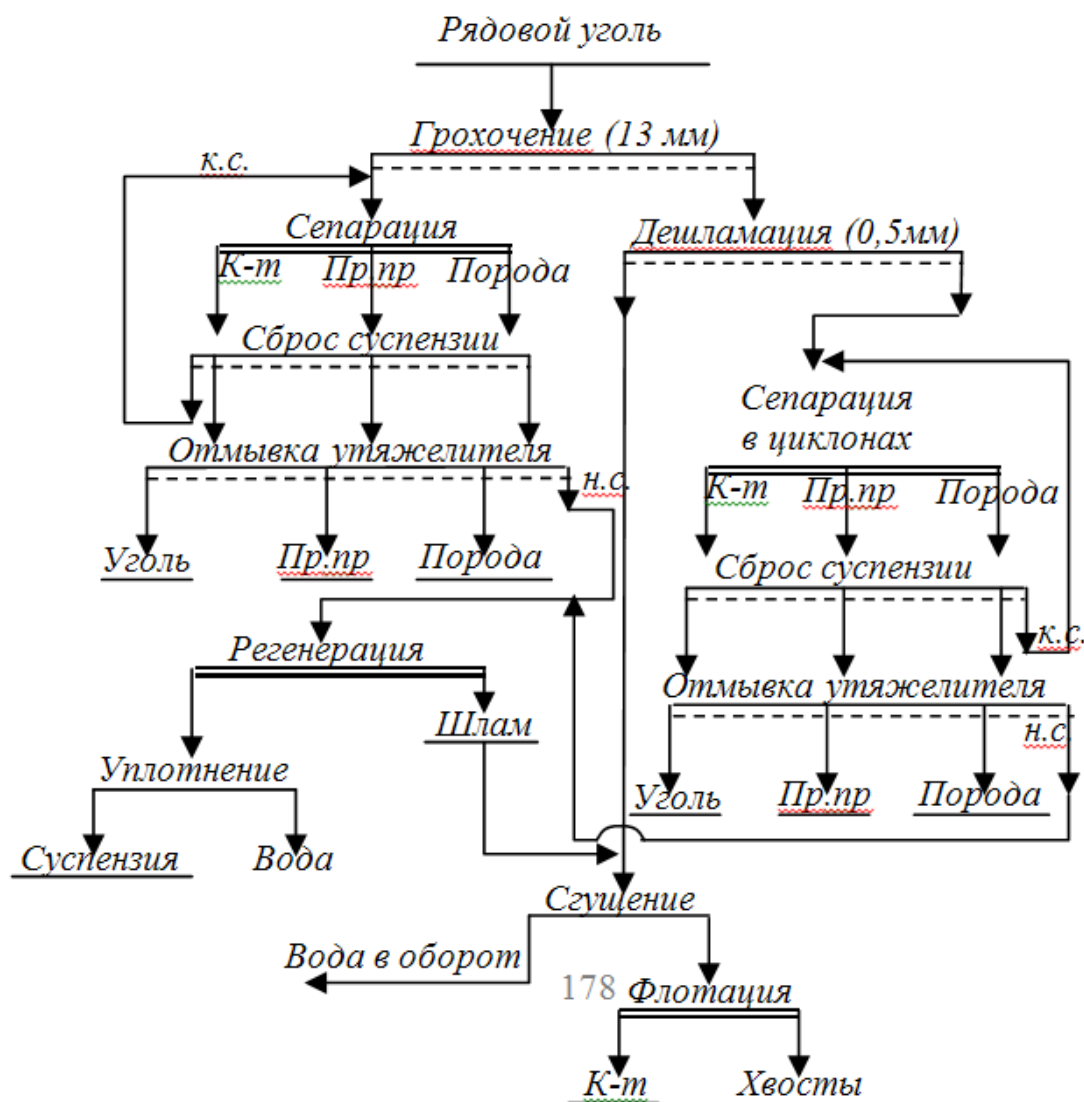 Рядовой уголь
Грохочение (13 мм)
к.с.
Сепарация
Дешламация (0,5мм)
К-т Пр.пр Порода
Сброс суспензии
Сепарация
в циклонах
Отмывка утяжелителя
н.с.
К-т Пр.пр Порода
Уголь Пр.пр Порода
Сброс суспензии
к.с.
Регенерация
Отмывка утяжелителя
Шлам
н.с.
Уплотнение
Уголь Пр.пр Порода
Суспензия Вода
Сгущение
Вода в оборот
178 Флотация
К-т Хвосты